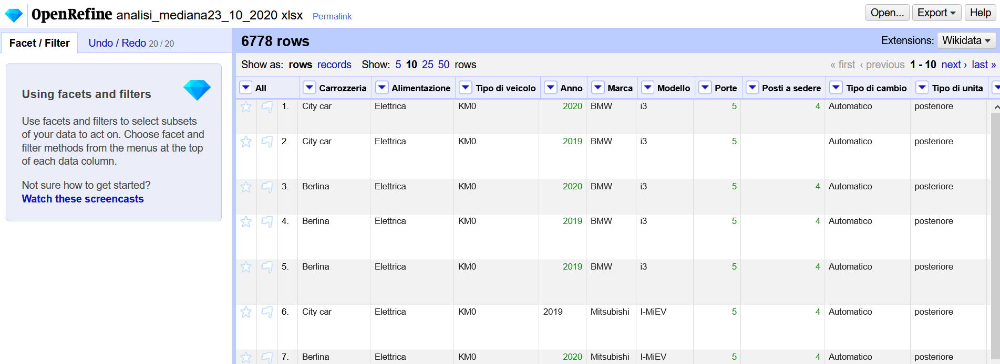 OpenRefine analisi_mediana23_10_2020 xlsx Permalink Open... Export Help
Facet / Filter Undo / Redo 20 / 20
6778 rows Extensions: Wikidata
Show as: rows records Show: 5 10 25 50 rows « first ‹ previous 1 - 10 next › last »
Using facets and filters
Use facets and filters to select subsets
of your data to act on. Choose facet and
filter methods from the menus at the top
of each data column.
Not sure how to get started?
Watch these screencasts
All Carrozzeria Alimentazione Tipo di veicolo Anno Marca Modello Porte Posti a sedere Tipo di cambio Tipo di unita
1. City car Elettrica KM0 2020 BMW i3 5 4 Automatico posteriore
2. City car Elettrica KM0 2019 BMW i3 5 Automatico posteriore
3. Berlina Elettrica KM0 2020 BMW i3 5 4 Automatico posteriore
4. Berlina Elettrica KM0 2019 BMW i3 5 4 Automatico posteriore
5. Berlina Elettrica KM0 2019 BMW i3 5 4 Automatico posteriore
6. City car Elettrica KM0 2019 Mitsubishi I-MiEV 5 4 Automatico posteriore
7. Berlina Elettrica KM0 2020 Mitsubishi I-MiEV 5 4 Automatico posteriore